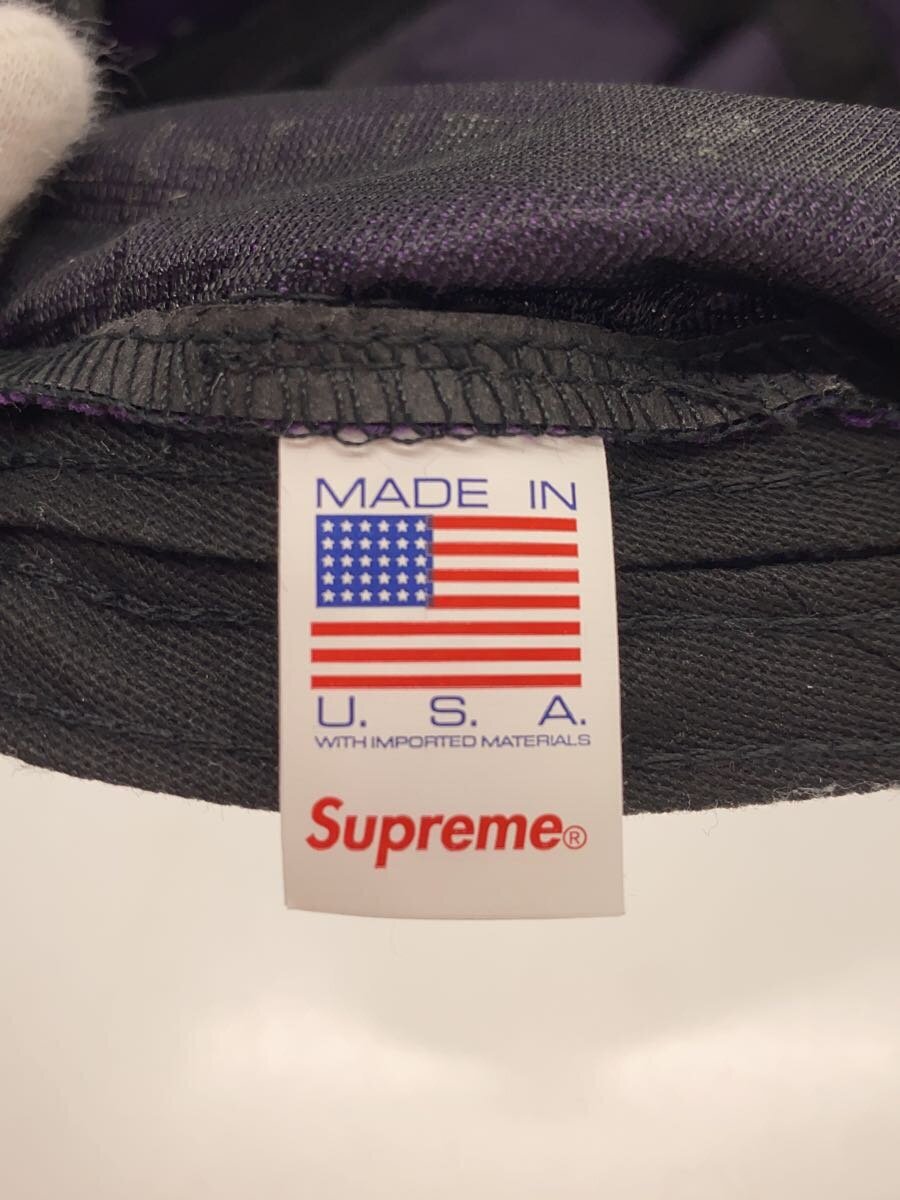 MADE IN
U. S. A.
WITH IMPORTED MATERIALS
Supreme®